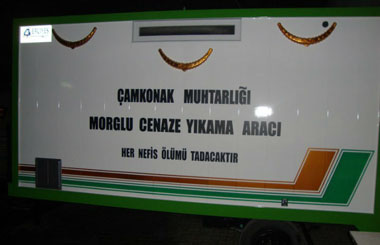 ÇAMKONAK MUHTARLIĞI
MORGLU CENAZE YIKAMA ARACI
HER NEFİS ÖLÜMÜ TADACAKTIR